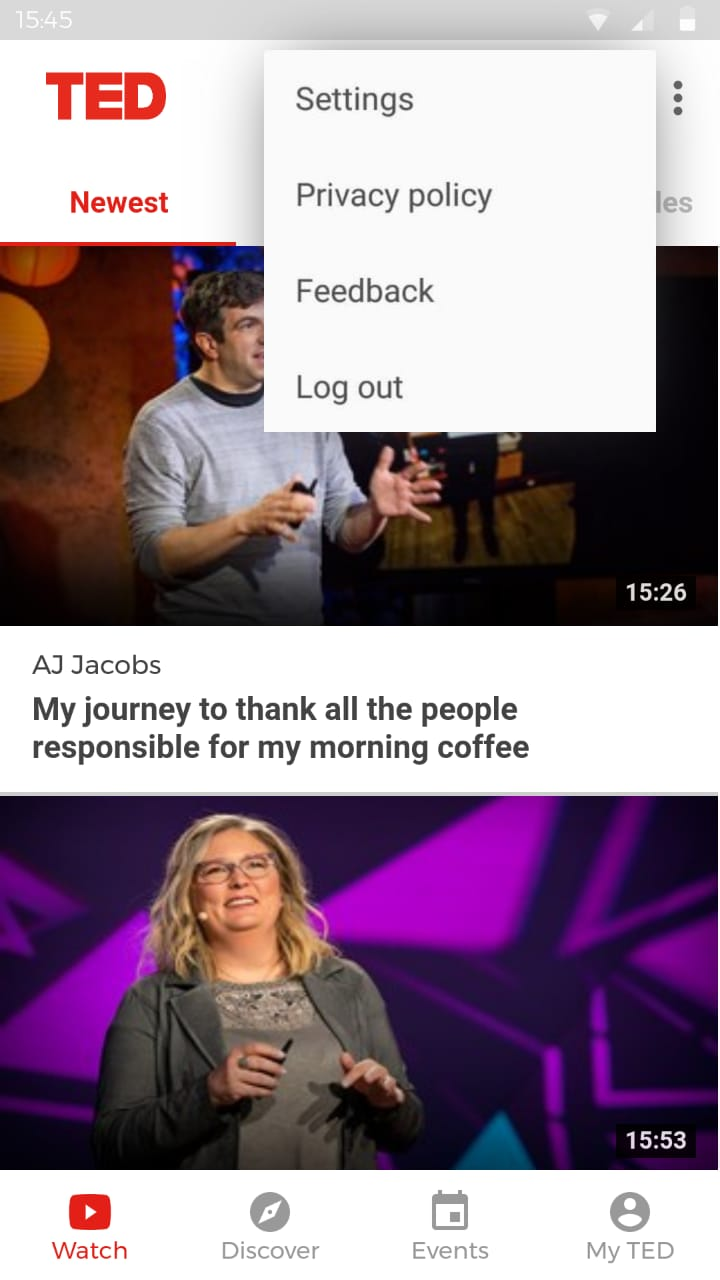 15:45
TED
Settings
Privacy policy
Newest
Feedback
Log out
15:26
AJ Jacobs
My journey to thank all the people
responsible for my morning coffee
15:53
Watch
Discover
Events
My TED